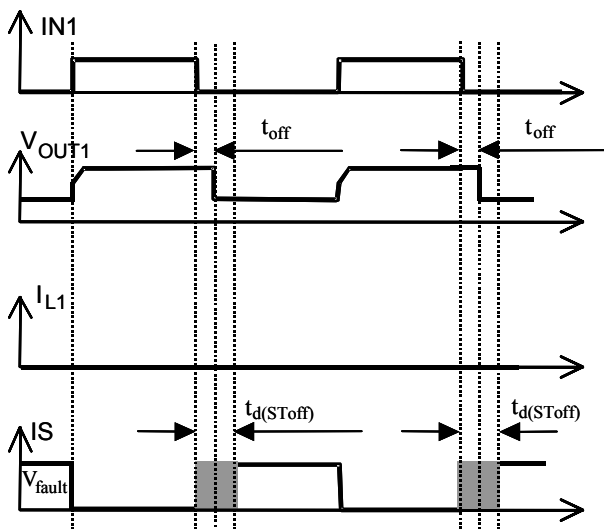 IN1
V_OUT1
t_off
t_off
I_L1
t_d(SToff)
t_d(SToff)
IS
V_fault